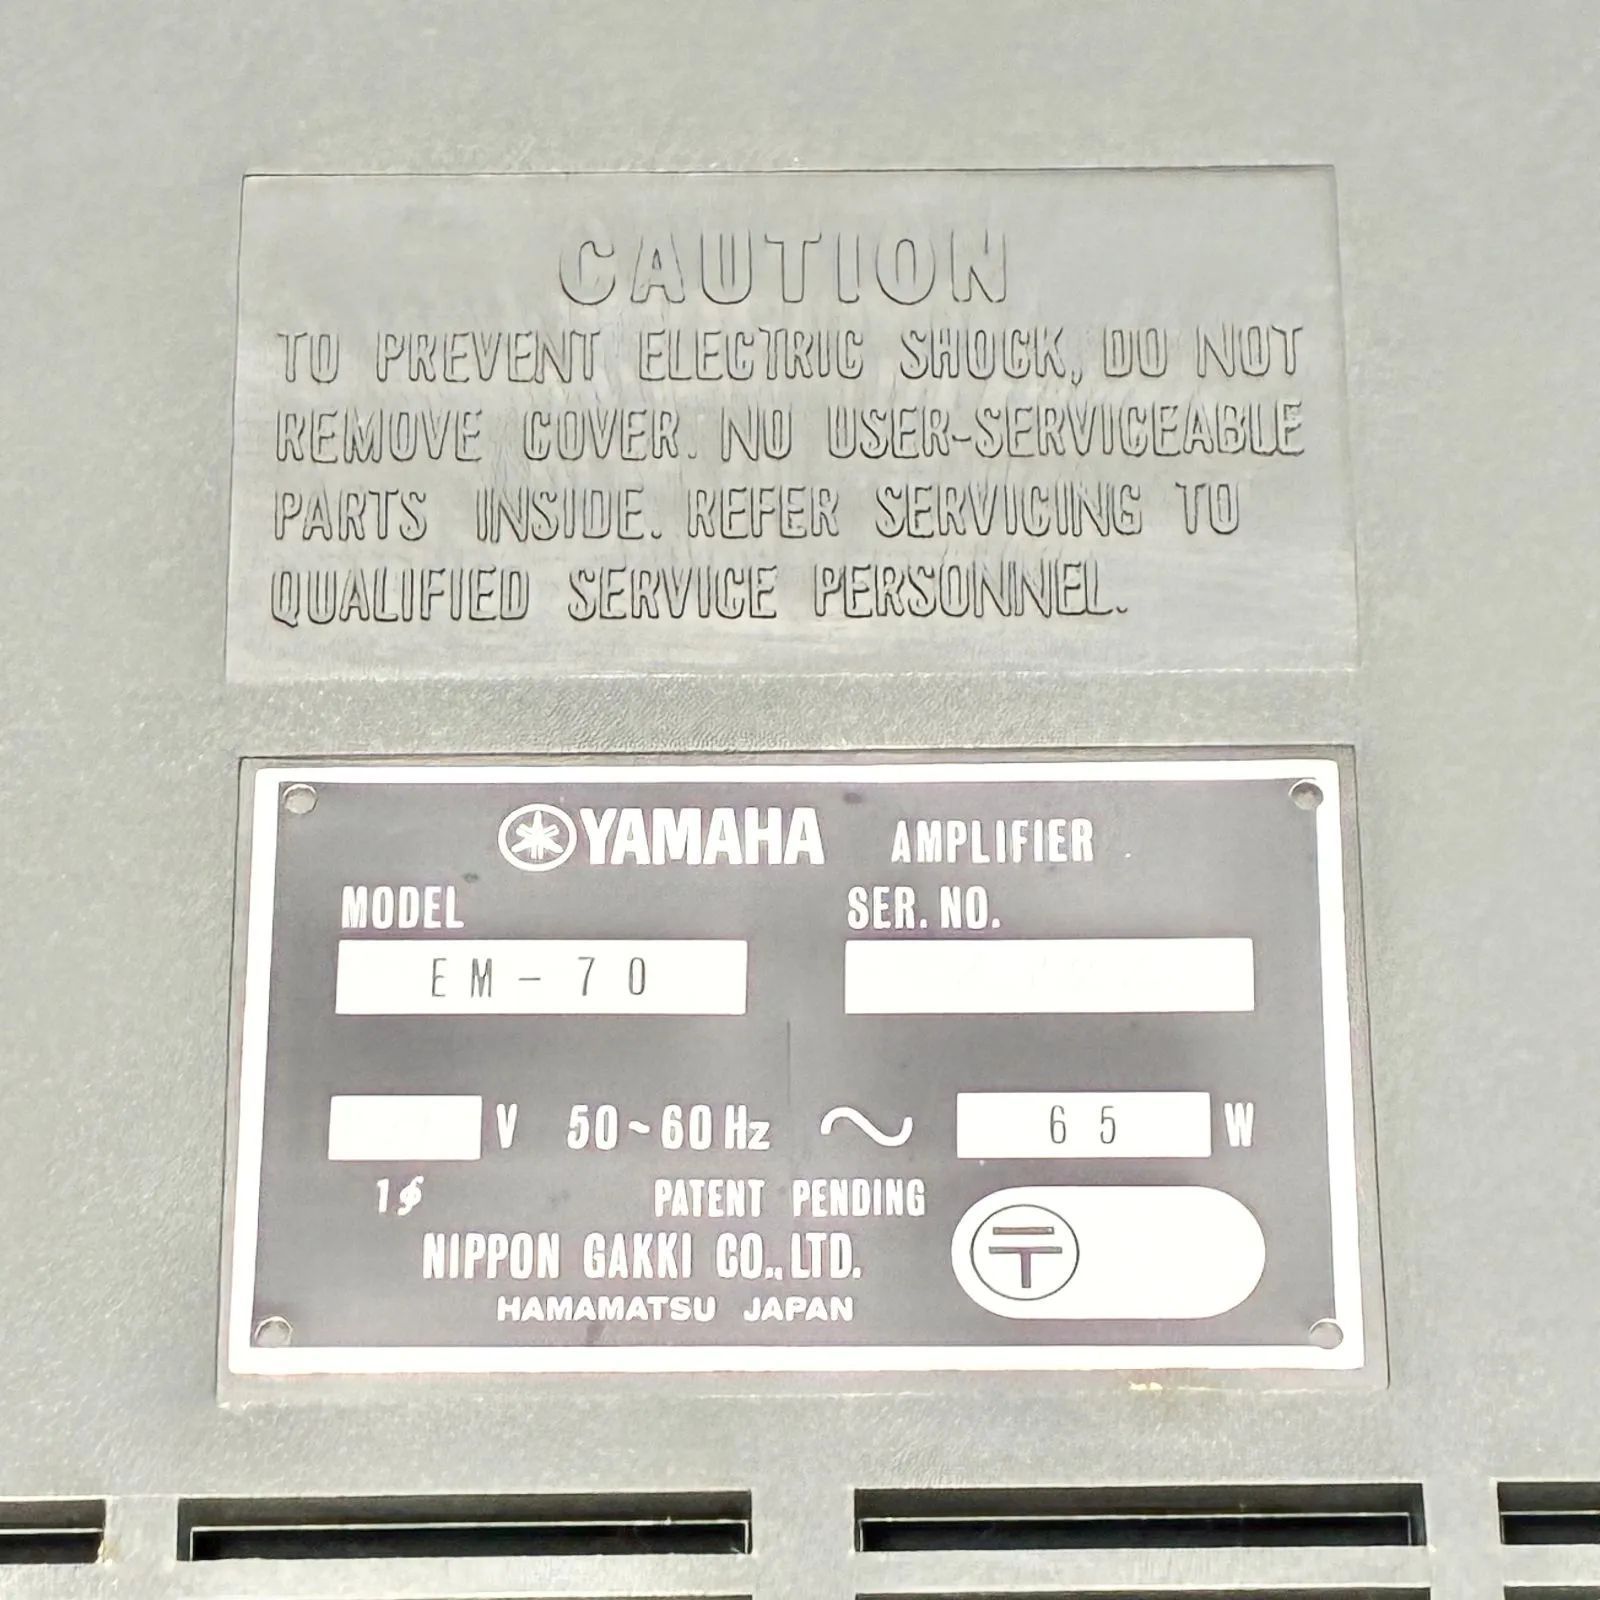 CAUTION
TO PREVENT ELECTRIC SHOCK, DO NOT
REMOVE COVER. NO USER-SERVICEABLE
PARTS INSIDE. REFER SERVICING TO
QUALIFIED SERVICE PERSONNEL.
YAMAHA AMPLIFIER
MODEL SER. NO.
EM-70
V 50~60Hz ～ 65 W
1∮ PATENT PENDING
NIPPON GAKKI CO., LTD.
〒
HAMAMATSU JAPAN